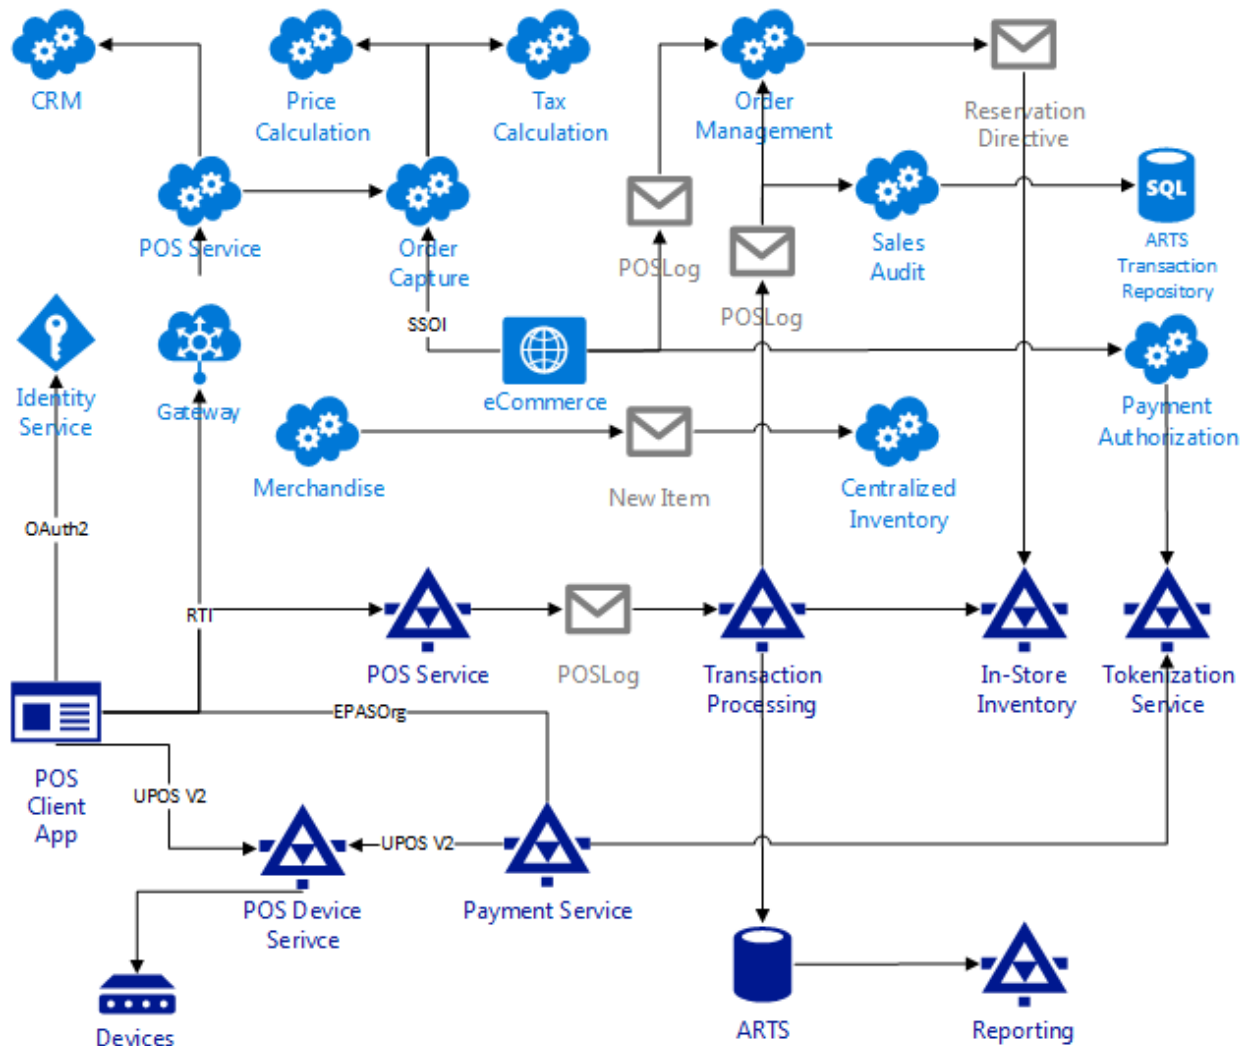 CRM
Price
Calculation
Tax
Calculation
Order
Management
Reservation
Directive
POS Service
Order
Capture
POSLog
POSLog
Sales
Audit
SQL
ARTS
Transaction
Repository
SSOI
Identity
Service
Gateway
eCommerce
Payment
Authorization
Merchandise
New Item
Centralized
Inventory
OAuth2
RTI
POS Service
POSLog
Transaction
Processing
In-Store
Inventory
Tokenization
Service
EPASOrg
POS
Client
App
UPOS V2
UPOS V2
POS Device
Serivce
Payment Service
Devices
ARTS
Reporting